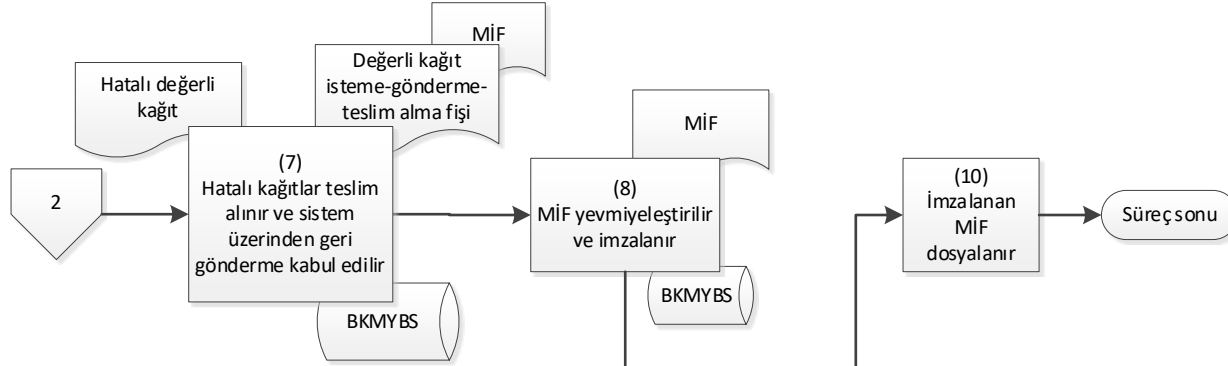 MİF
Değerli kağıt
isteme-gönderme-
teslim alma fişi
Hatalı değerli
kağıt
MİF
2
(7)
Hatalı kağıtlar teslim
alınır ve sistem
üzerinden geri
gönderme kabul edilir
(8)
MİF yevmiyeleştirilir
ve imzalanır
(10)
İmzalanan
MİF
dosyalanır
Süreç sonu
BKMYBS
BKMYBS